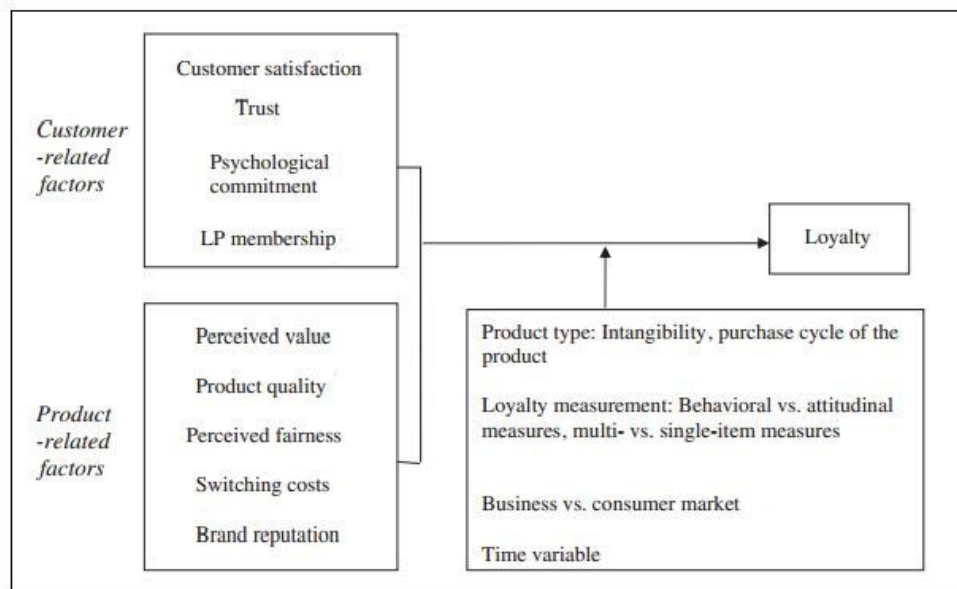 Customer
-related
factors
Customer satisfaction
Trust
Psychological
commitment
LP membership
Product
-related
factors
Perceived value
Product quality
Perceived fairness
Switching costs
Brand reputation
Loyalty
Product type: Intangibility, purchase cycle of the
product
Loyalty measurement: Behavioral vs. attitudinal
measures, multi- vs. single-item measures
Business vs. consumer market
Time variable